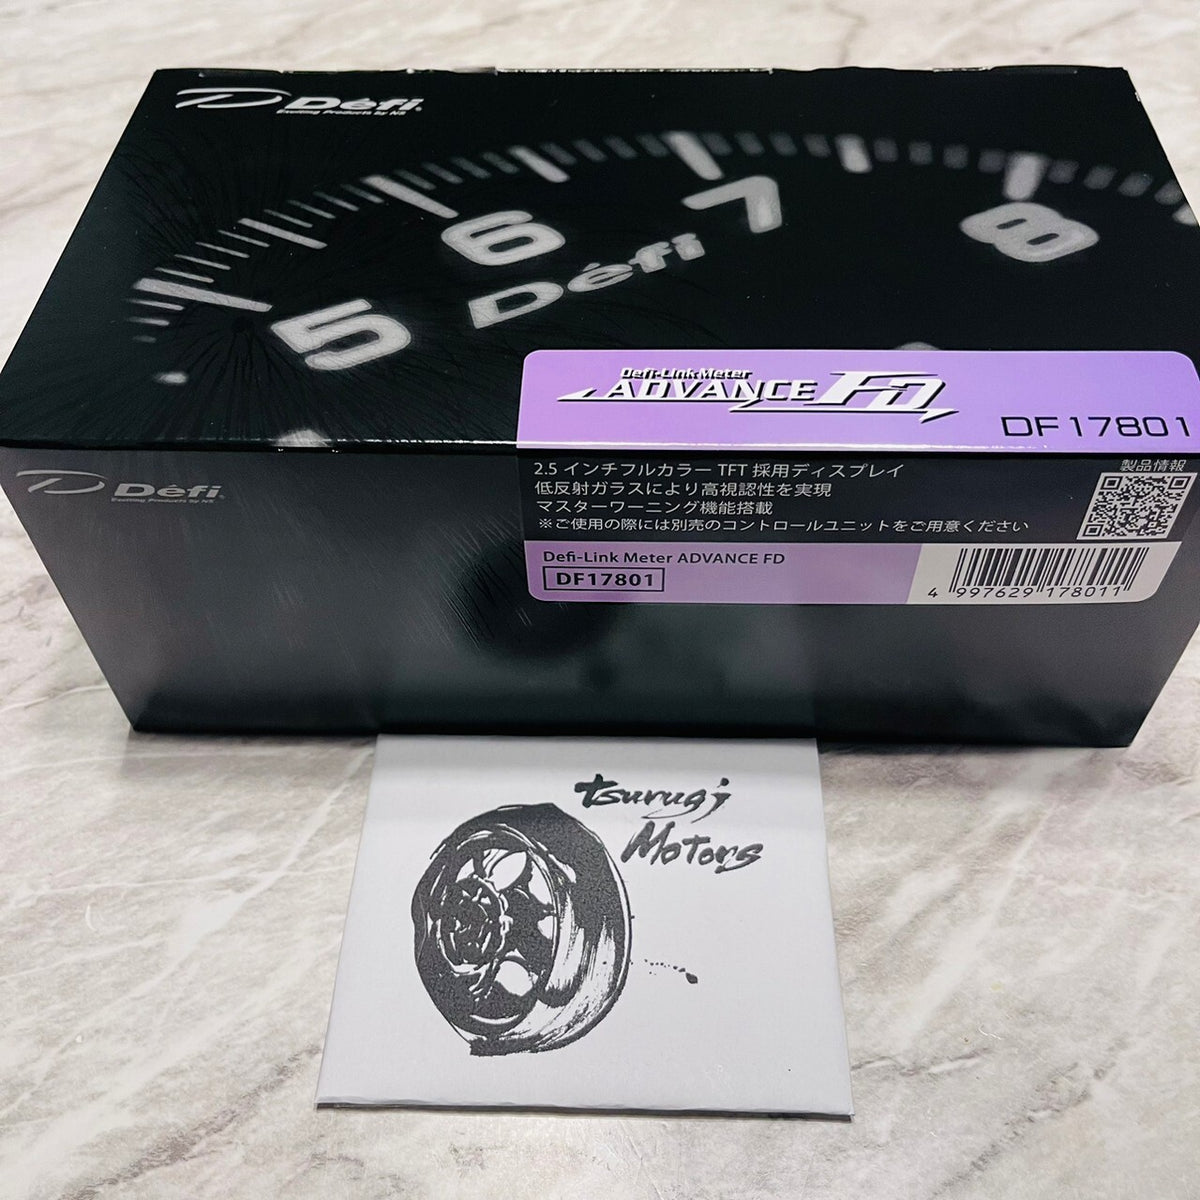 Défi
Exciting Products by NS
5 6 7 8
Défi
Defi-Link Meter
ADVANCE FD
DF17801
Défi
Exciting Products by NS
2.5 インチフルカラー TFT 採用ディスプレイ
低反射ガラスにより高視認性を実現
マスターワーニング機能搭載
※ご使用の際には別売のコントロールユニットをご用意ください
製品情報
Defi-Link Meter ADVANCE FD
DF17801
4 997629 178011
Tsurugi
Motors